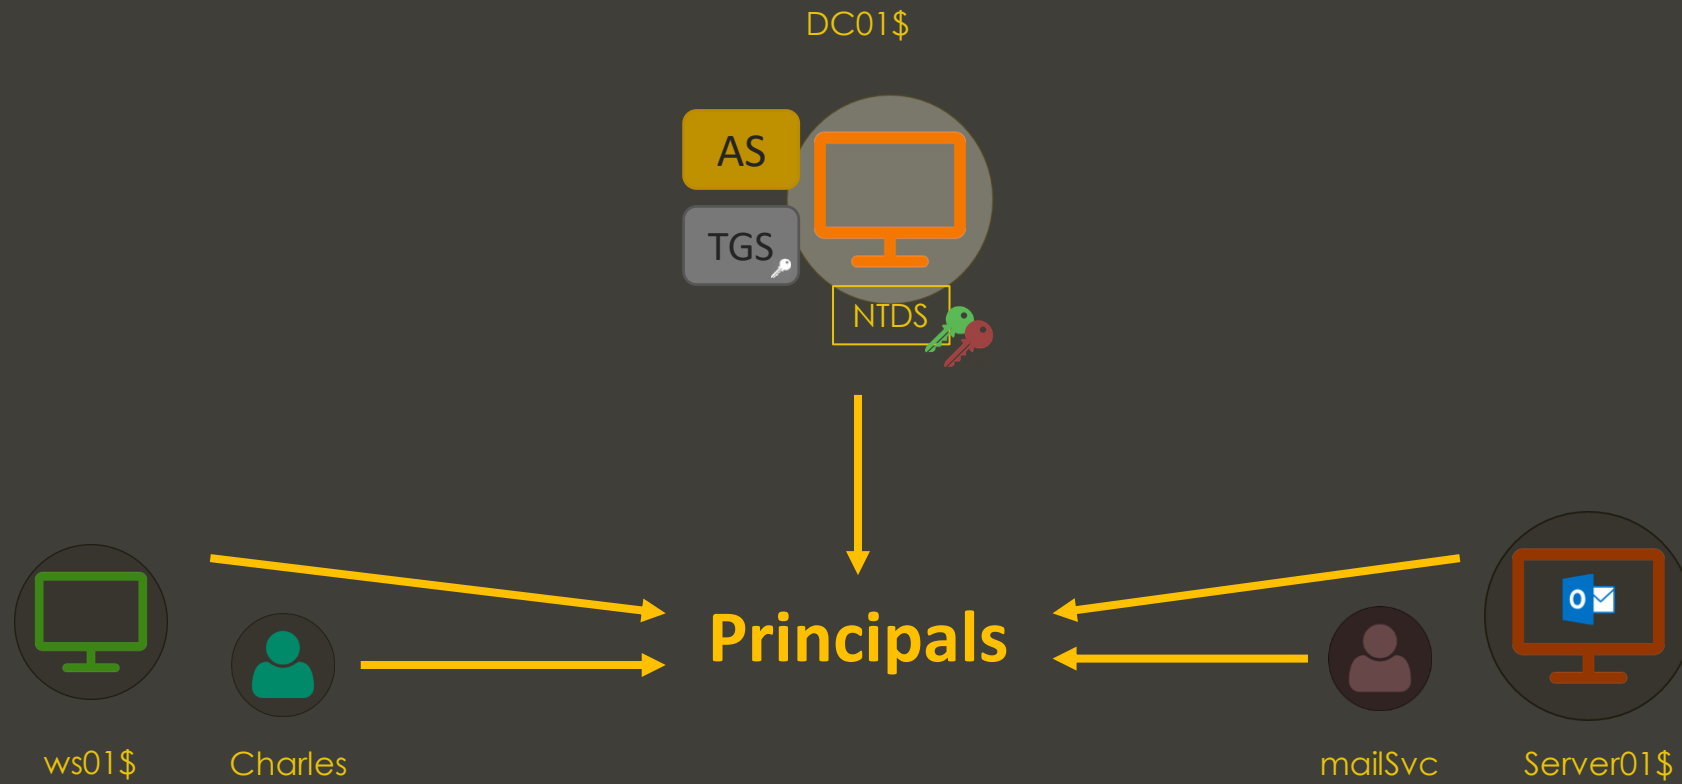 DC01$
AS
TGS
NTDS
Principals
ws01$
Charles
mailSvc
Server01$
O